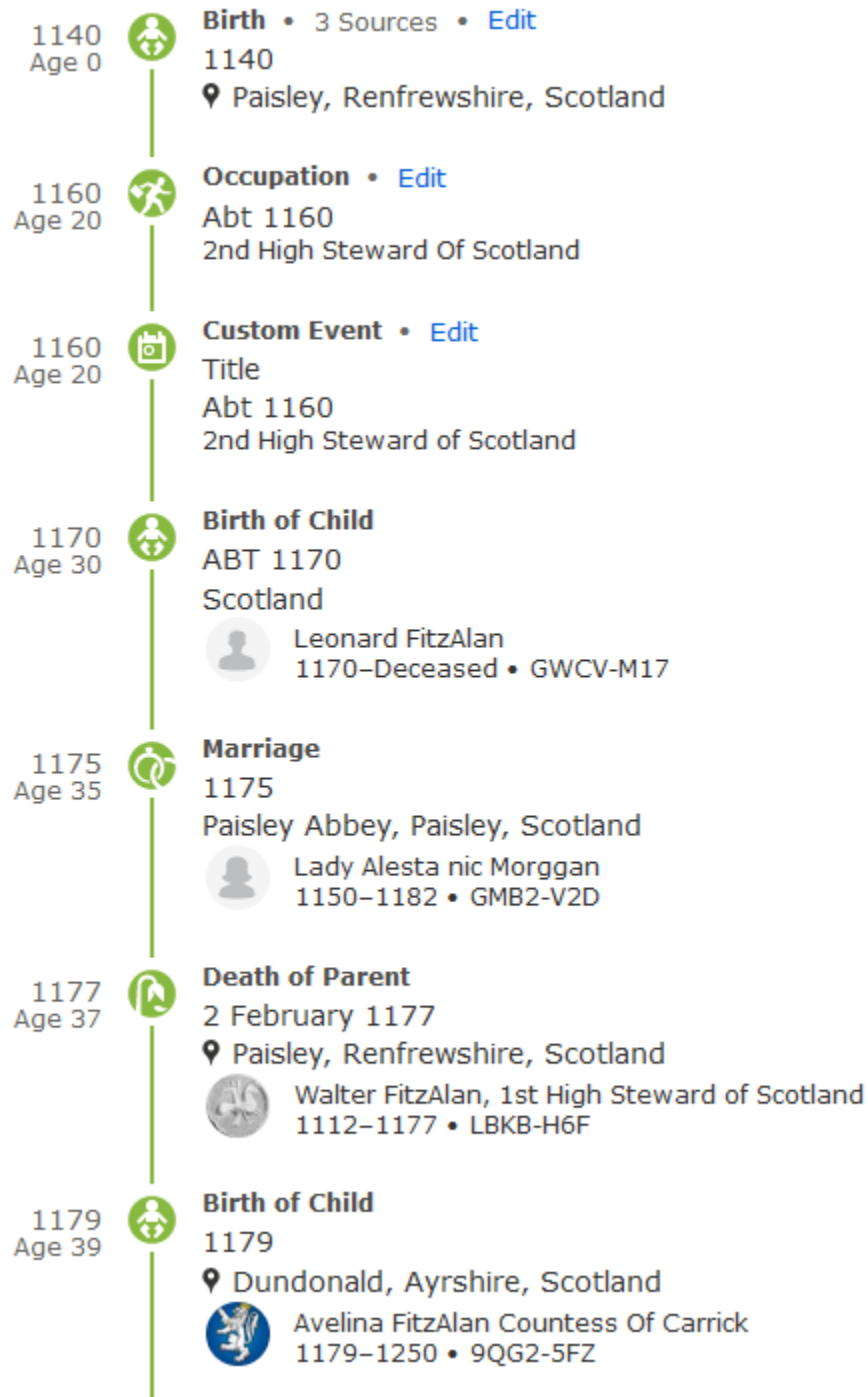 1140
Age 0
Birth • 3 Sources • Edit
1140
Paisley, Renfrewshire, Scotland
1160
Age 20
Occupation • Edit
Abt 1160
2nd High Steward Of Scotland
1160
Age 20
Custom Event • Edit
Title
Abt 1160
2nd High Steward of Scotland
1170
Age 30
Birth of Child
ABT 1170
Scotland
Leonard FitzAlan
1170–Deceased • GWCV-M17
1175
Age 35
Marriage
1175
Paisley Abbey, Paisley, Scotland
Lady Alesta nic Morggan
1150–1182 • GMB2-V2D
1177
Age 37
Death of Parent
2 February 1177
Paisley, Renfrewshire, Scotland
Walter FitzAlan, 1st High Steward of Scotland
1112–1177 • LBKB-H6F
1179
Age 39
Birth of Child
1179
Dundonald, Ayrshire, Scotland
Avelina FitzAlan Countess Of Carrick
1179–1250 • 9QG2-5FZ